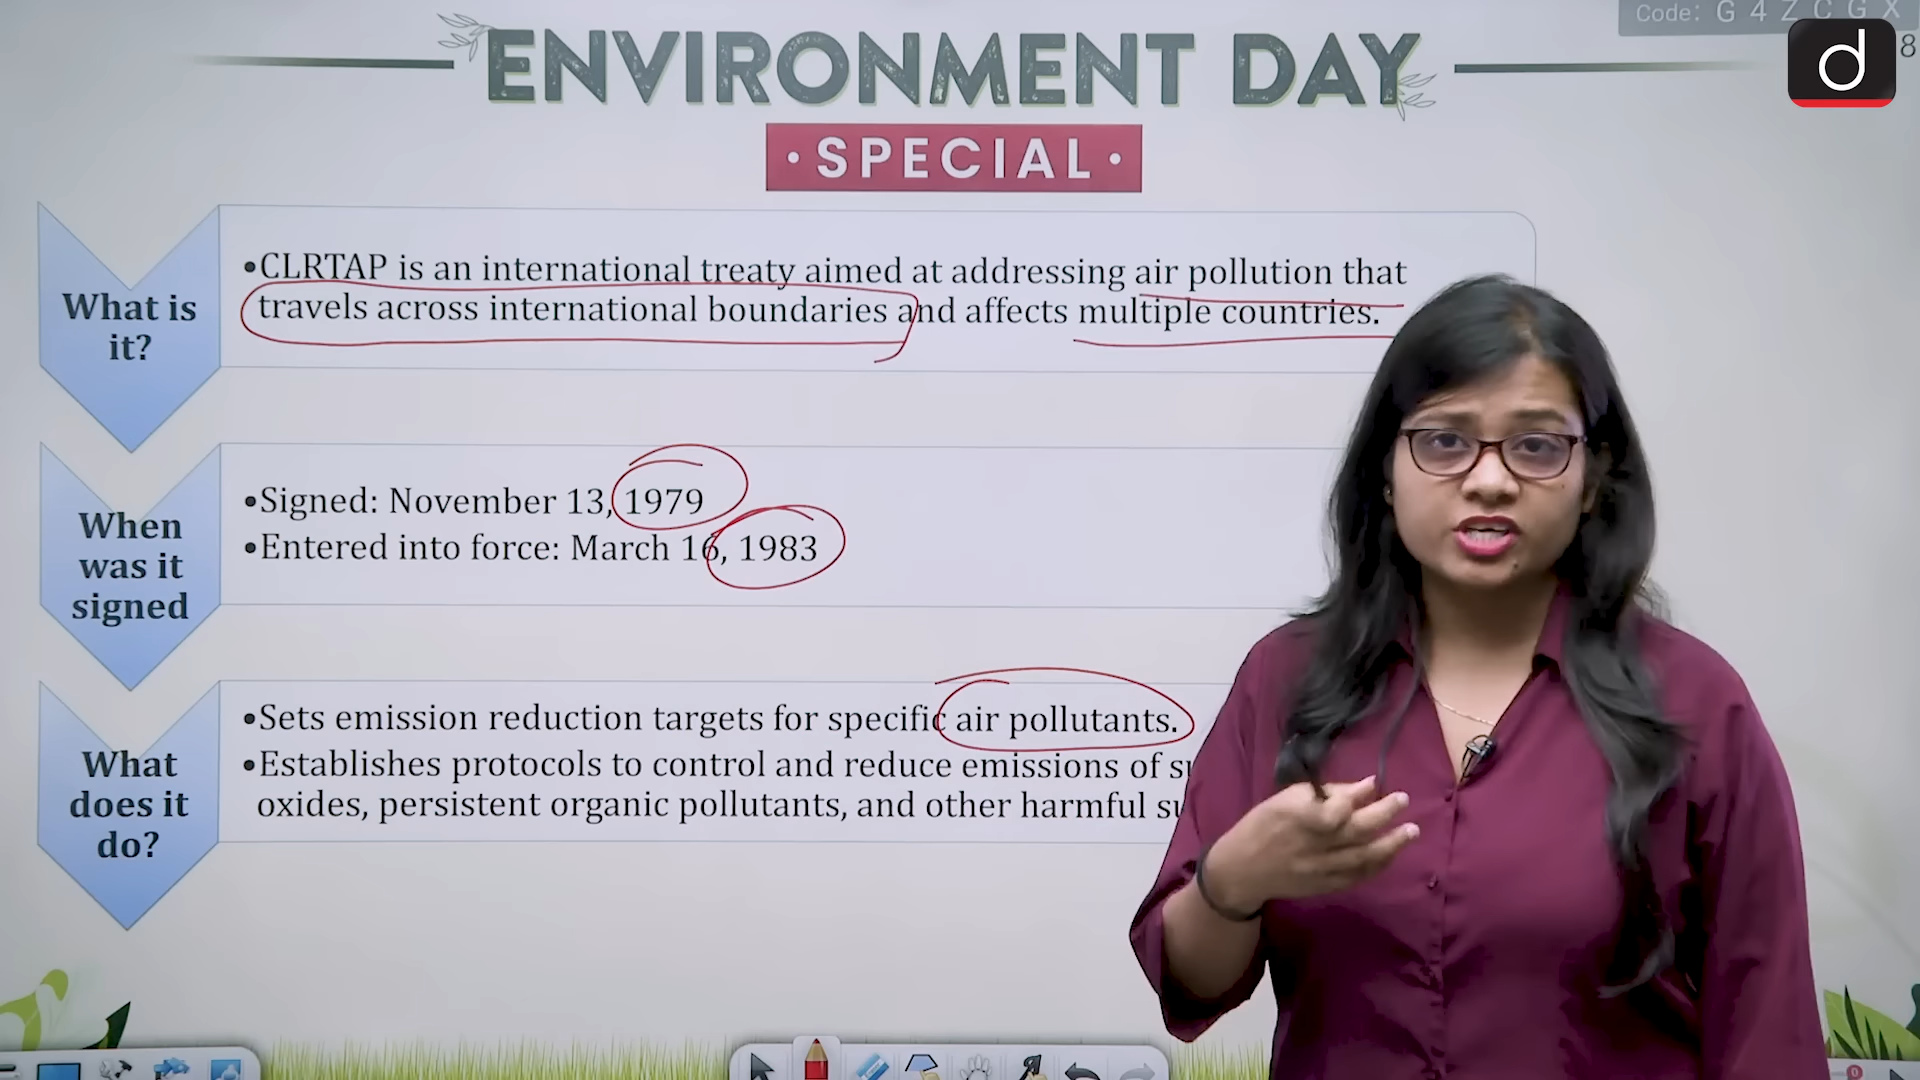 Code: G 4 Z C G X
8
d
ENVIRONMENT DAY
• SPECIAL •
What is
it?
•CLRTAP is an international treaty aimed at addressing air pollution that
travels across international boundaries and affects multiple countries.
When
was it
signed
•Signed: November 13, 1979
•Entered into force: March 16, 1983
What
does it
do?
•Sets emission reduction targets for specific air pollutants.
•Establishes protocols to control and reduce emissions of
oxides, persistent organic pollutants, and other harmful
0